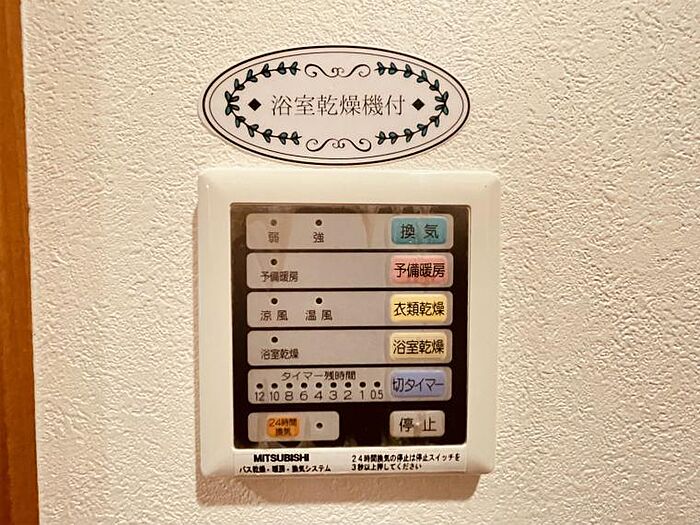 ◆ 浴室乾燥機付 ◆
弱 強 換気
予備暖房 予備暖房
涼風 温風 衣類乾燥
浴室乾燥 浴室乾燥
タイマー残時間
12 10 8 6 4 3 2 1 0.5 切タイマー
24時間
換気
停止
MITSUBISHI
バス乾燥・暖房・換気システム
24時間換気の停止は停止スイッチを
3秒以上押してください